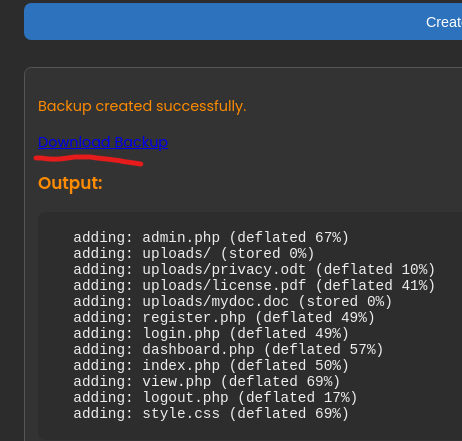 Create
Backup created successfully.
Download Backup
Output:
adding: admin.php (deflated 67%)
adding: uploads/ (stored 0%)
adding: uploads/privacy.odt (deflated 10%)
adding: uploads/license.pdf (deflated 41%)
adding: uploads/mydoc.doc (stored 0%)
adding: register.php (deflated 49%)
adding: login.php (deflated 49%)
adding: dashboard.php (deflated 57%)
adding: index.php (deflated 50%)
adding: view.php (deflated 69%)
adding: logout.php (deflated 17%)
adding: style.css (deflated 69%)